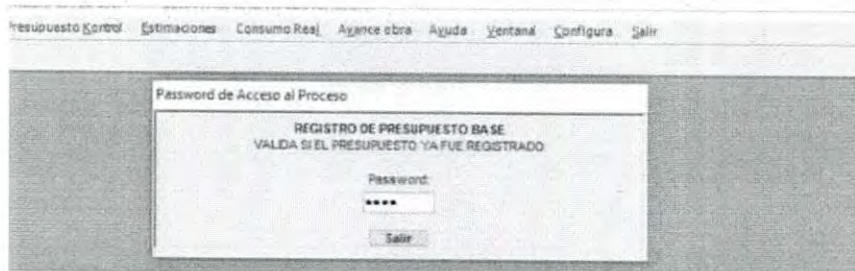 Presupuesto Kontrol Estimaciones Consumo Real Avance obra Ayuda Ventana Configura Salir
Password de Acceso al Proceso
REGISTRO DE PRESUPUESTO BASE
VALIDA SI EL PRESUPUESTO YA FUE REGISTRADO
Password:
••••
Salir